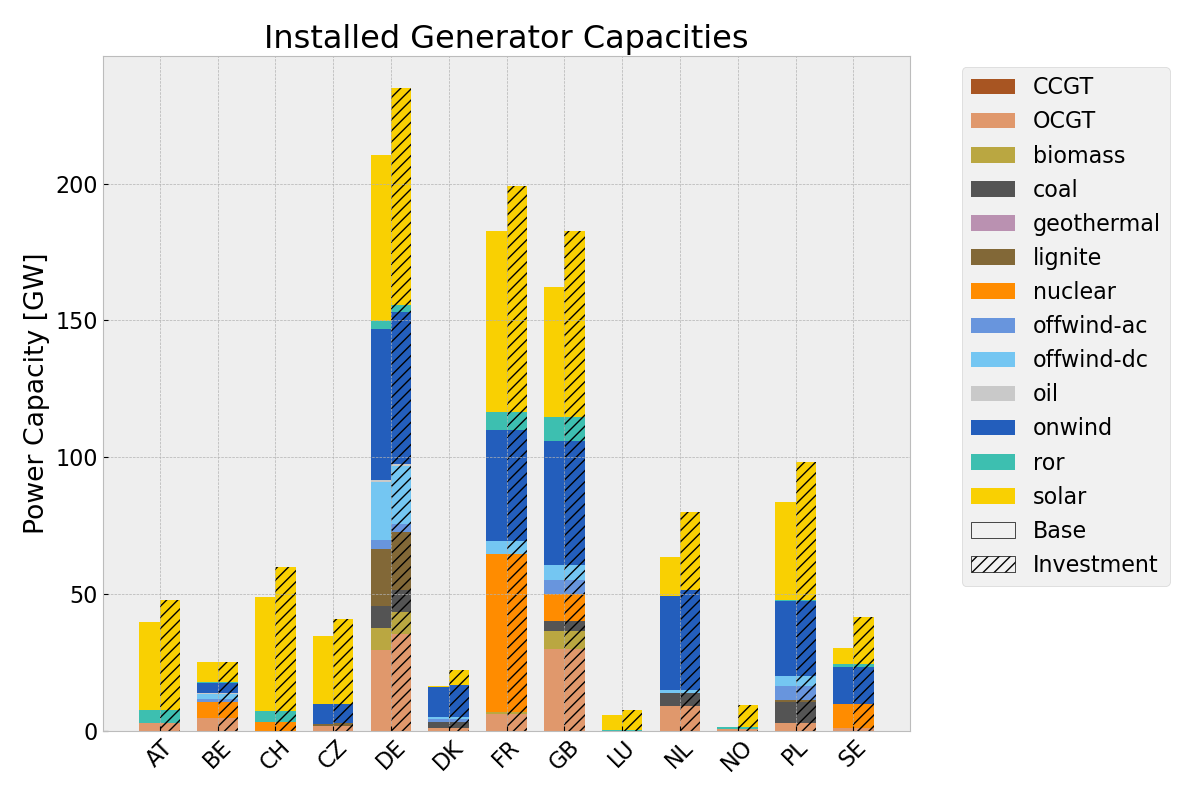 Installed Generator Capacities
Power Capacity [GW]
200
150
100
50
0
AT
BE
CH
CZ
DE
DK
FR
GB
LU
NL
NO
PL
SE
CCGT
OCGT
biomass
coal
geothermal
lignite
nuclear
offwind-ac
offwind-dc
oil
onwind
ror
solar
Base
Investment